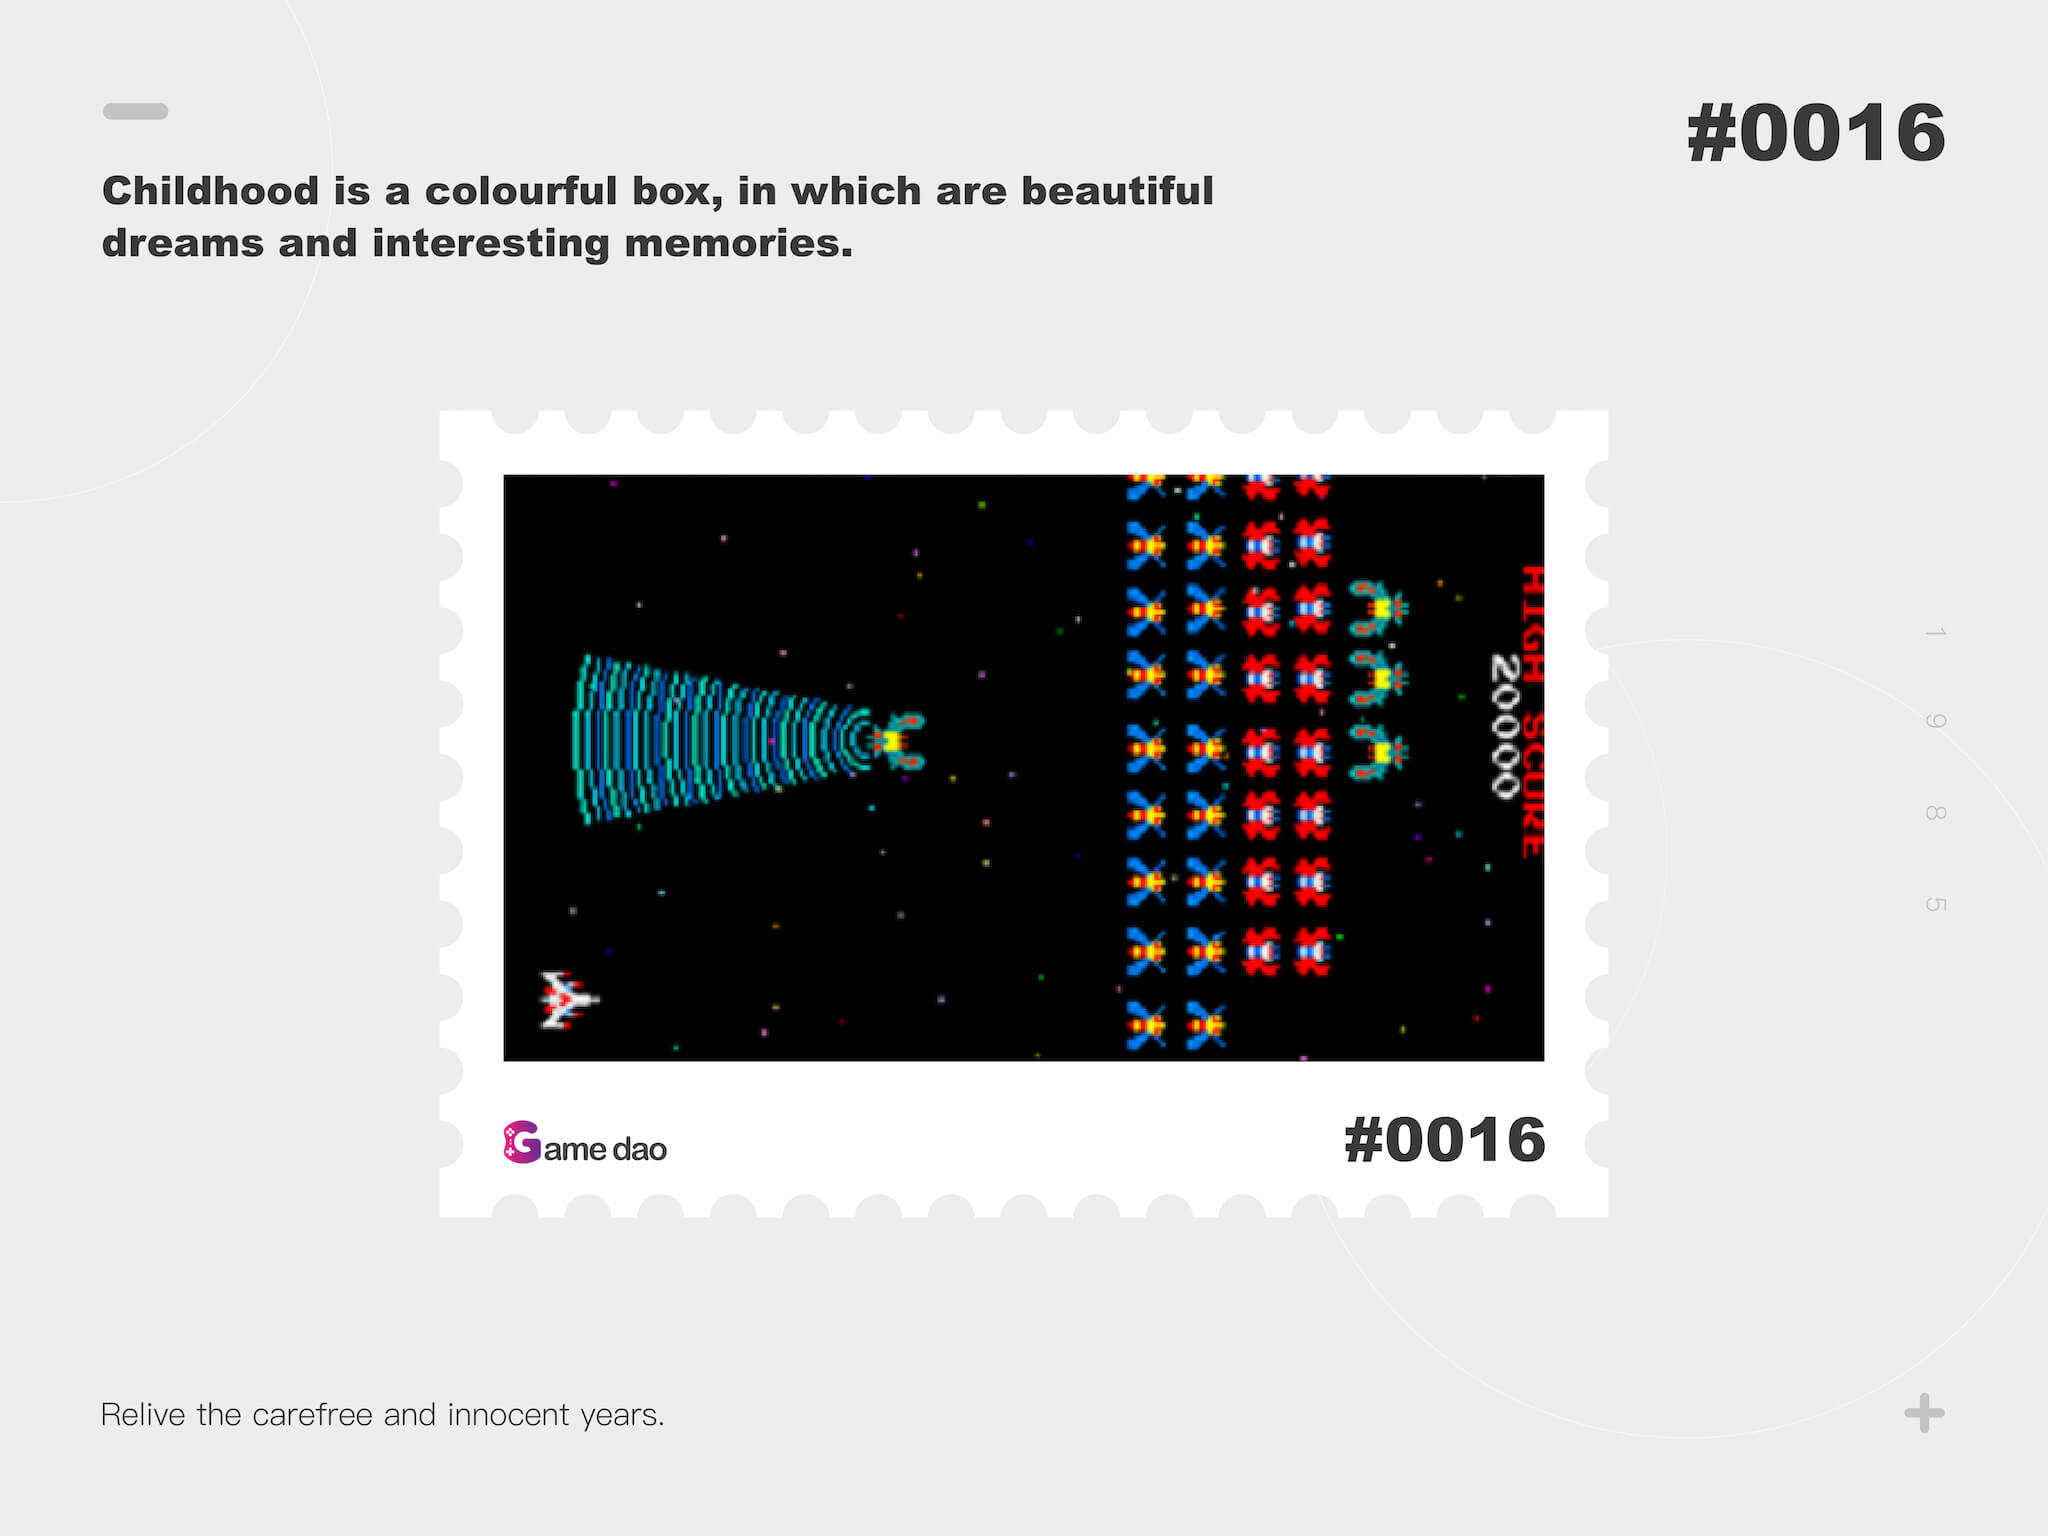 #0016
Childhood is a colourful box, in which are beautiful
dreams and interesting memories.
HIGH SCORE
20000
1 9 8 5
Game dao
#0016
Relive the carefree and innocent years.